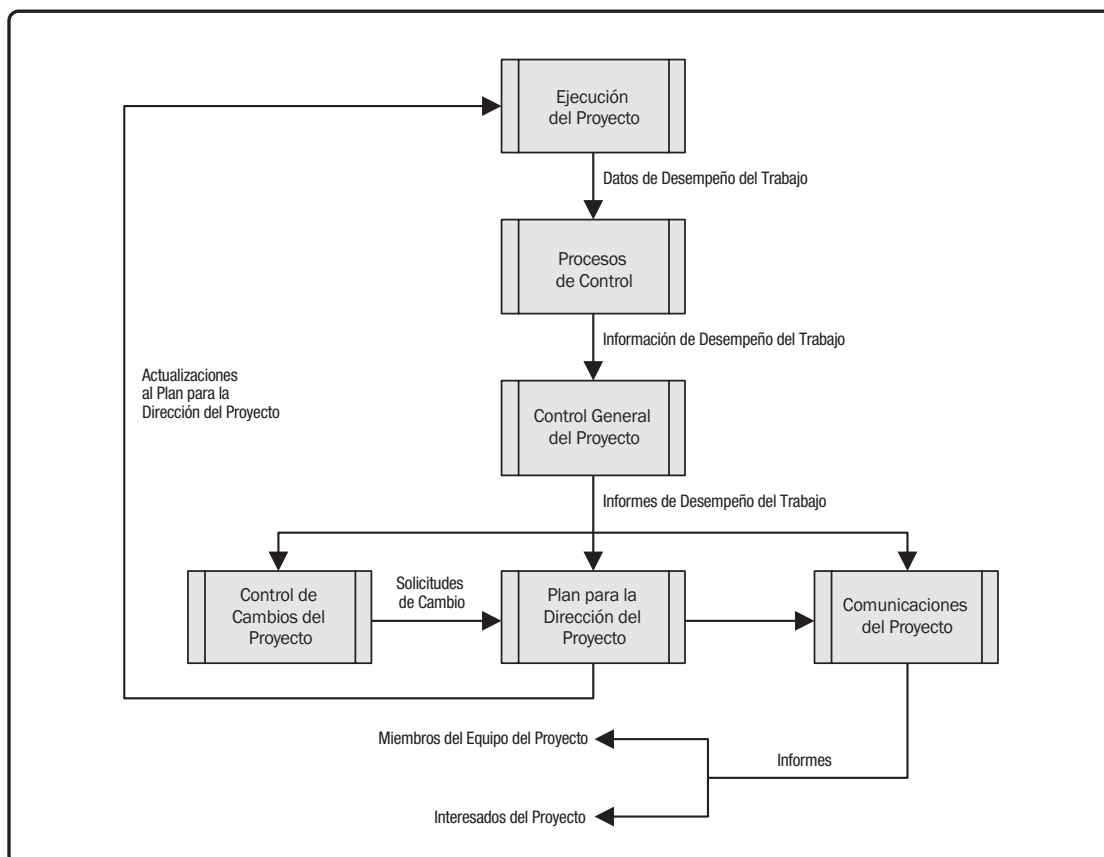 Ejecución
del Proyecto
Datos de Desempeño del Trabajo
Procesos
de Control
Información de Desempeño del Trabajo
Actualizaciones
al Plan para la
Dirección del Proyecto
Control General
del Proyecto
Informes de Desempeño del Trabajo
Control de
Cambios del
Proyecto
Solicitudes
de Cambio
Plan para la
Dirección del
Proyecto
Comunicaciones
del Proyecto
Miembros del Equipo del Proyecto
Informes
Interesados del Proyecto